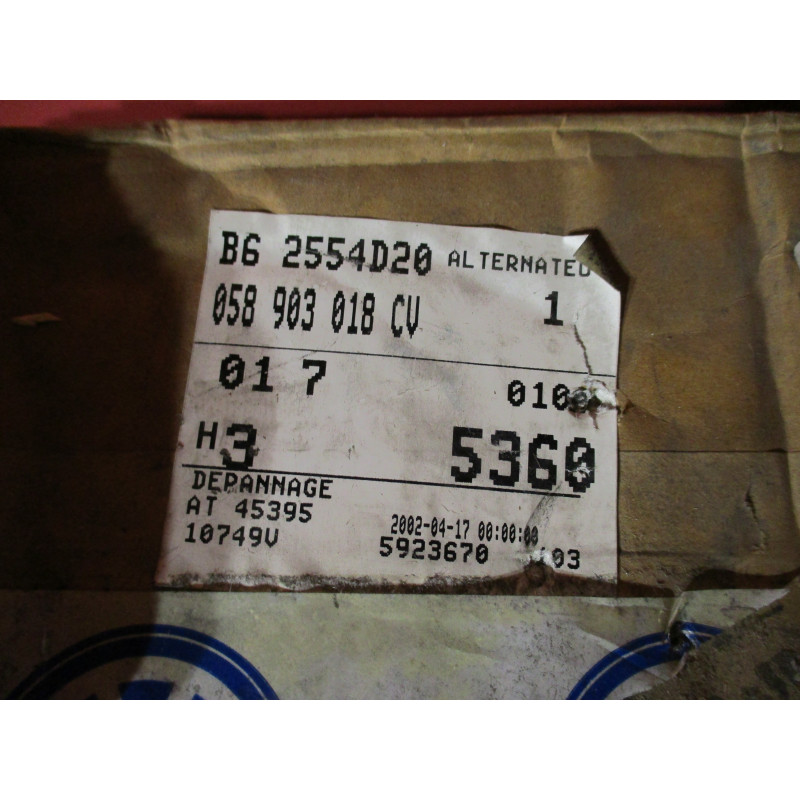 B6 2554D20 ALTERNATEU
058 903 018 CV 1
01 7 010
H3 5360
DEPANNAGE
AT 45395
10749V 2002-04-17 00:00:00
5923670 03